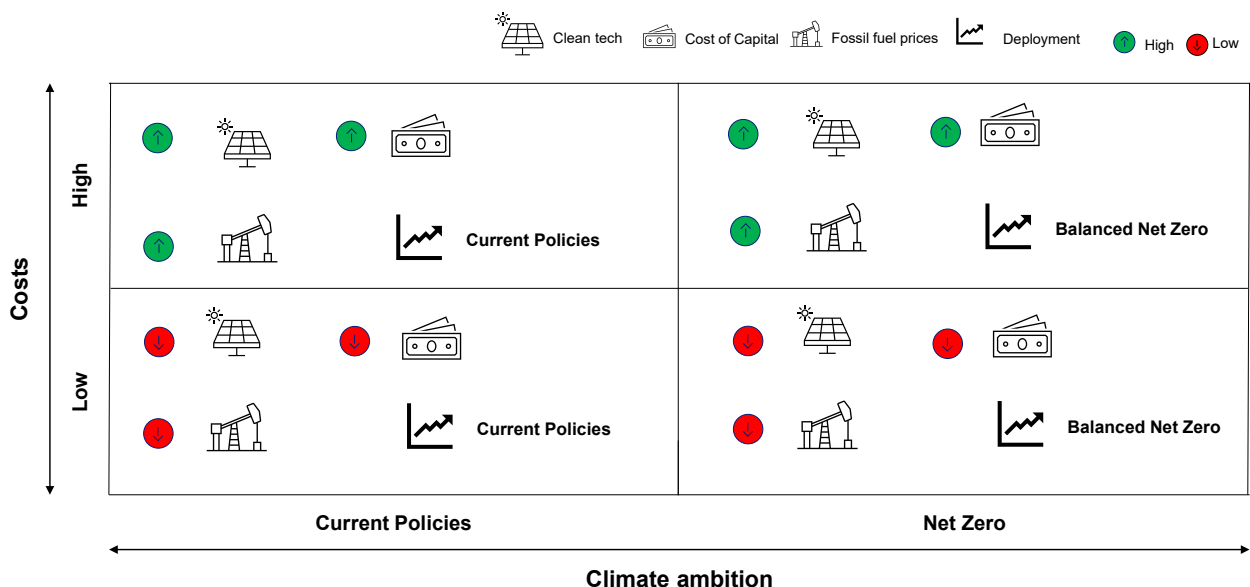 Clean tech
Cost of Capital
Fossil fuel prices
Deployment
High
Low
Costs
High
Current Policies
Balanced Net Zero
Low
Current Policies
Balanced Net Zero
Current Policies
Net Zero
Climate ambition